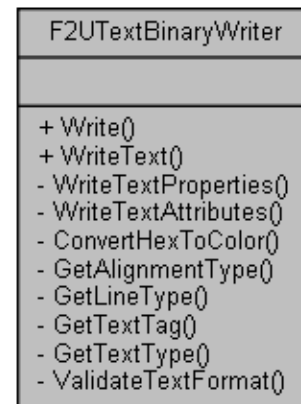 F2UTextBinaryWriter
+ Write()
+ WriteText()
- WriteTextProperties()
- WriteTextAttributes()
- ConvertHexToColor()
- GetAlignmentType()
- GetLineType()
- GetTextTag()
- GetTextType()
- ValidateTextFormat()